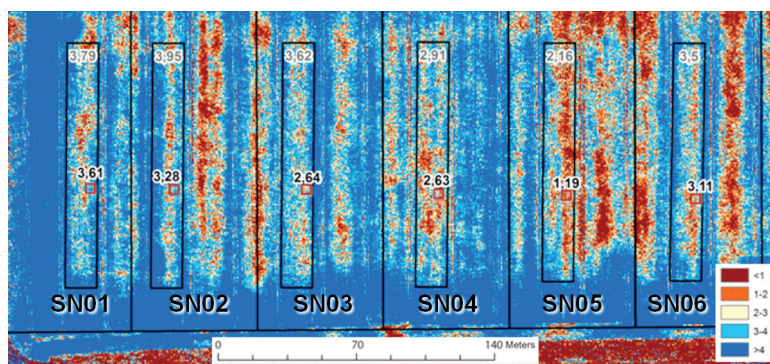 3,79 3,95 3,62 2,91 2,16 3,5
3,61 3,28 2,64 2,63 1,19 3,11
SN01 SN02 SN03 SN04 SN05 SN06
<1
1-2
2-3
3-4
>4
0 70 140 Meters